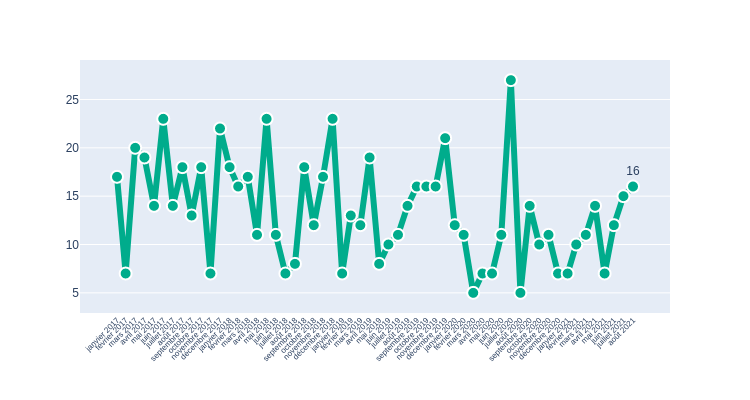 25
20
15
10
5
16
janvier 2017
février 2017
mars 2017
avril 2017
mai 2017
juin 2017
juillet 2017
août 2017
septembre 2017
octobre 2017
novembre 2017
décembre 2017
janvier 2018
février 2018
mars 2018
avril 2018
mai 2018
juin 2018
juillet 2018
août 2018
septembre 2018
octobre 2018
novembre 2018
décembre 2018
janvier 2019
février 2019
mars 2019
avril 2019
mai 2019
juin 2019
juillet 2019
août 2019
septembre 2019
octobre 2019
novembre 2019
décembre 2019
janvier 2020
février 2020
mars 2020
avril 2020
mai 2020
juin 2020
juillet 2020
août 2020
septembre 2020
octobre 2020
novembre 2020
décembre 2020
janvier 2021
février 2021
mars 2021
avril 2021
mai 2021
juin 2021
juillet 2021
août 2021